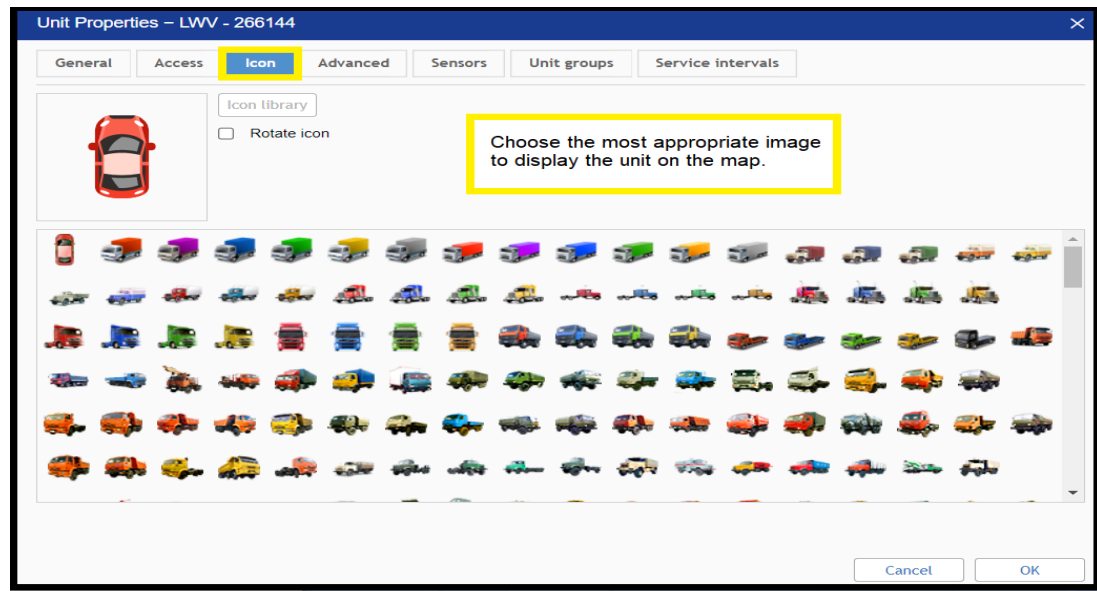 Unit Properties – LWV - 266144
General Access Icon Advanced Sensors Unit groups Service intervals
Icon library
Rotate icon
Choose the most appropriate image
to display the unit on the map.
Cancel OK